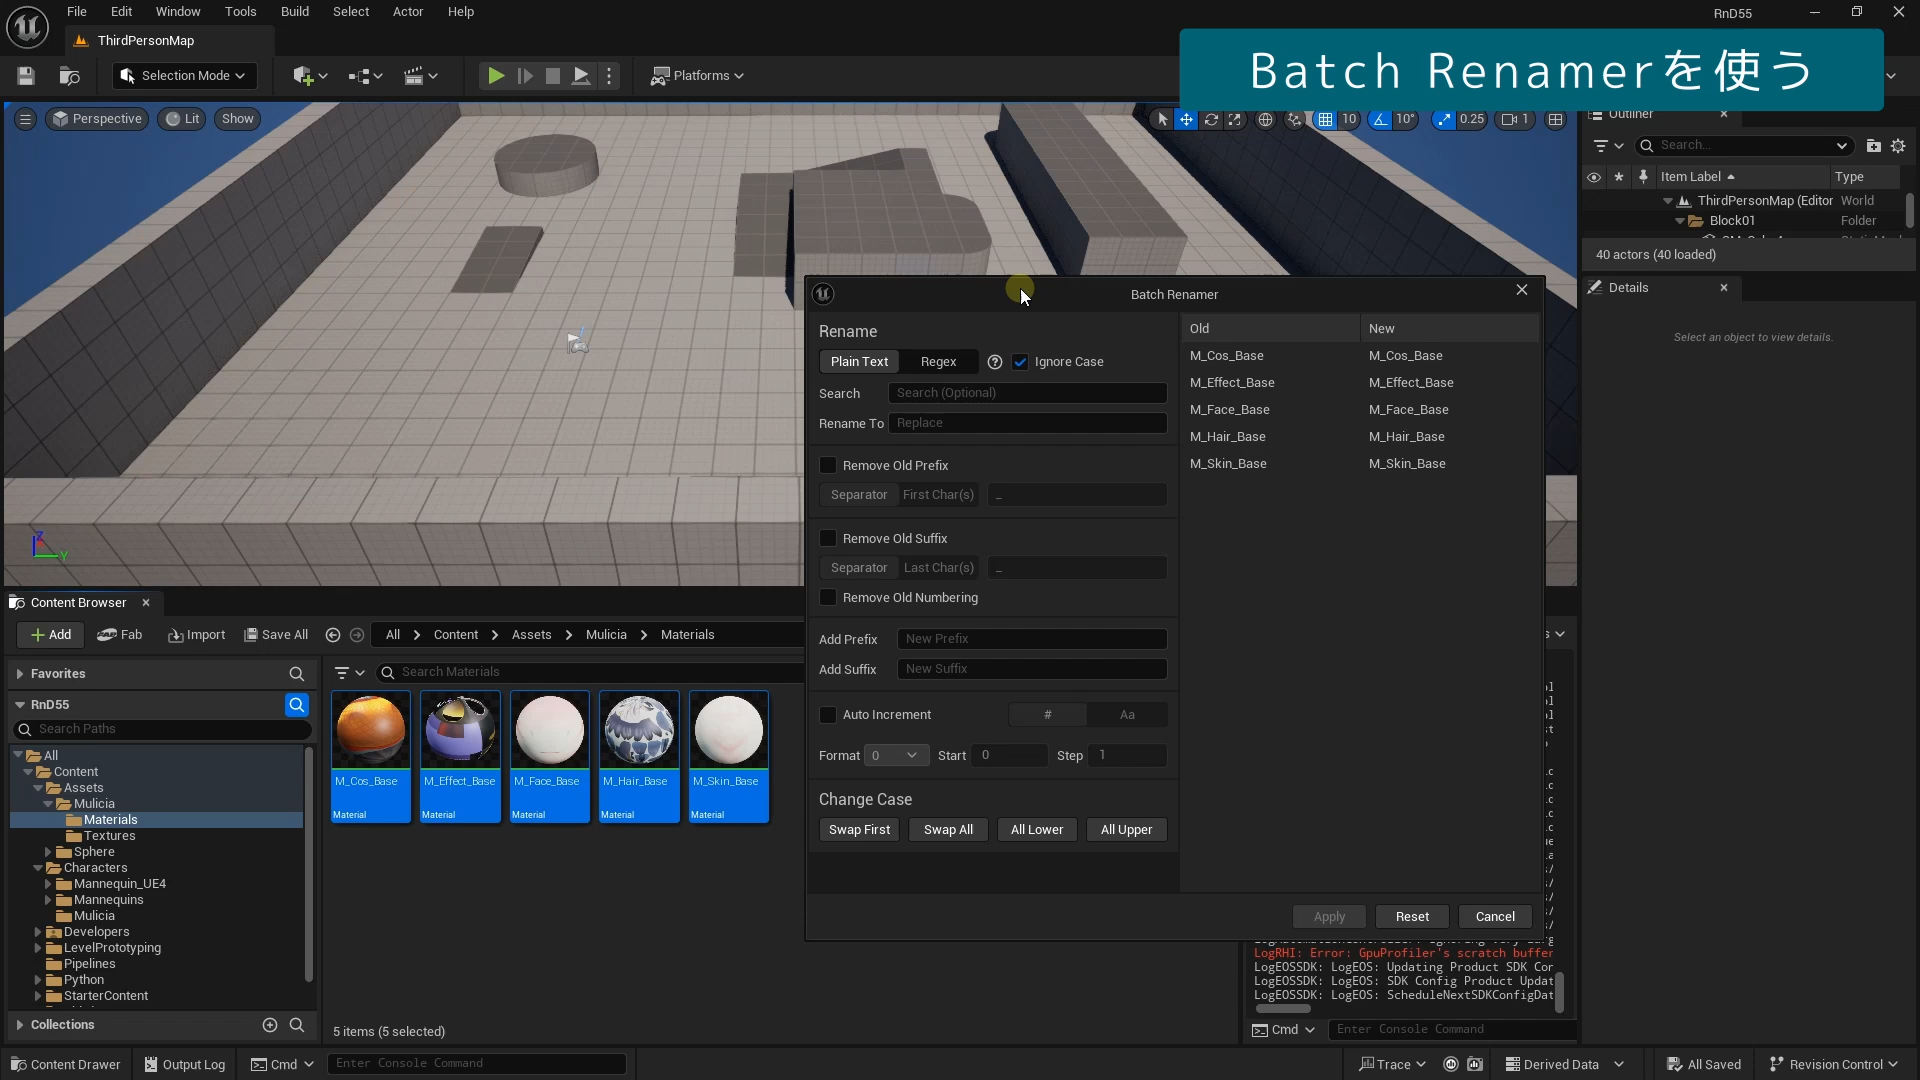 File Edit Window Tools Build Select Actor Help
RnD55
ThirdPersonMap
Selection Mode
Platforms
Batch Renamerを使う
Perspective Lit Show
10 10° 0.25 1
Outliner
Search...
Item Label Type
ThirdPersonMap (Editor World
Block01 Folder
40 actors (40 loaded)
Details
Select an object to view details.
Batch Renamer
Rename
Plain Text Regex Ignore Case
Search Search (Optional)
Rename To Replace
Remove Old Prefix
Separator First Char(s) _
Remove Old Suffix
Separator Last Char(s) _
Remove Old Numbering
Add Prefix New Prefix
Add Suffix New Suffix
Auto Increment # Aa
Format 0 Start 0 Step 1
Change Case
Swap First Swap All All Lower All Upper
Old New
M_Cos_Base M_Cos_Base
M_Effect_Base M_Effect_Base
M_Face_Base M_Face_Base
M_Hair_Base M_Hair_Base
M_Skin_Base M_Skin_Base
Apply Reset Cancel
Content Browser
Add Fab Import Save All All Content Assets Mulicia Materials
Favorites
RnD55
Search Paths
All
Content
Assets
Mulicia
Materials
Textures
Sphere
Characters
Mannequin_UE4
Mannequins
Mulicia
Developers
LevelPrototyping
Pipelines
Python
StarterContent
Collections
Search Materials
M_Cos_Base M_Effect_Base M_Face_Base M_Hair_Base M_Skin_Base
Material Material Material Material Material
5 items (5 selected)
LogRHI: Error: GpuProfiler's scratch buffer
LogEOSSDK: LogEOS: Updating Product SDK Con
LogEOSSDK: LogEOS: SDK Config Product Updat
LogEOSSDK: LogEOS: ScheduleNextSDKConfigDat
Cmd Enter Console Command
Content Drawer Output Log Cmd Enter Console Command
Trace Derived Data All Saved Revision Control